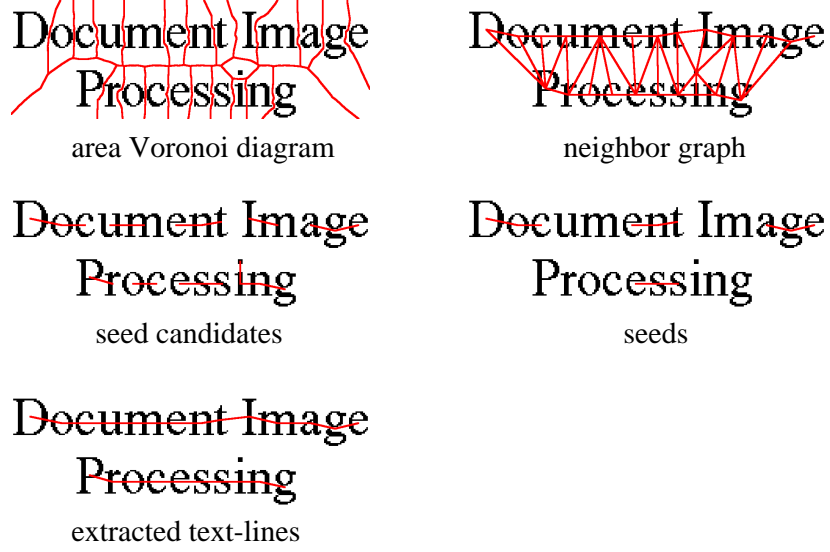 Document Image
Processing
area Voronoi diagram
Document Image
Processing
neighbor graph
Document Image
Processing
seed candidates
Document Image
Processing
seeds
Document Image
Processing
extracted text-lines